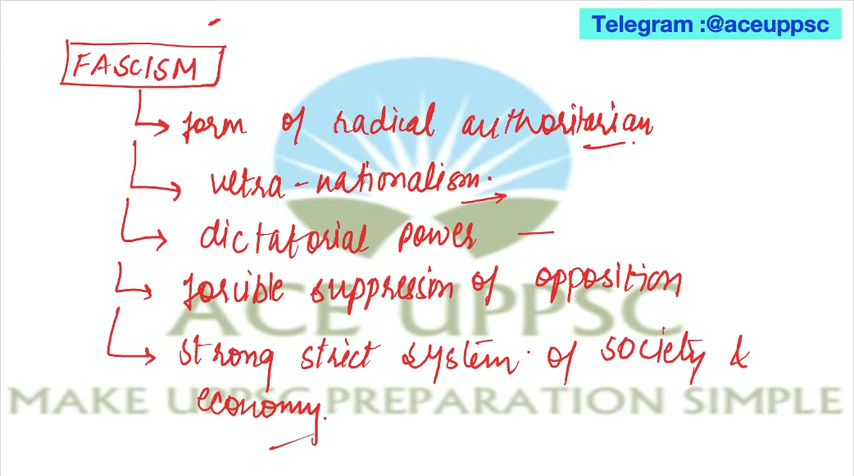 Telegram :@aceuppsc
FASCISM
form of radical authoritarian
ultra-nationalism.
dictatorial power —
forcible suppression of opposition
ACE UPPSC
strong strict system of society &
MAKE UPPSC PREPARATION SIMPLE
economy.